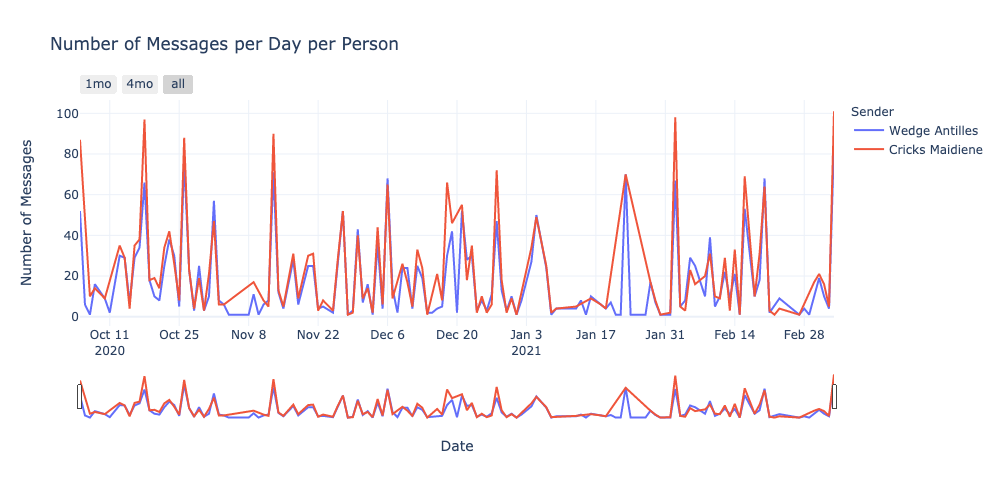 Number of Messages per Day per Person
1mo 4mo all
Number of Messages
100
80
60
40
20
0
Sender
Wedge Antilles
Cricks Maidiene
Oct 11 Oct 25 Nov 8 Nov 22 Dec 6 Dec 20 Jan 3 Jan 17 Jan 31 Feb 14 Feb 28
2020 2021
Date